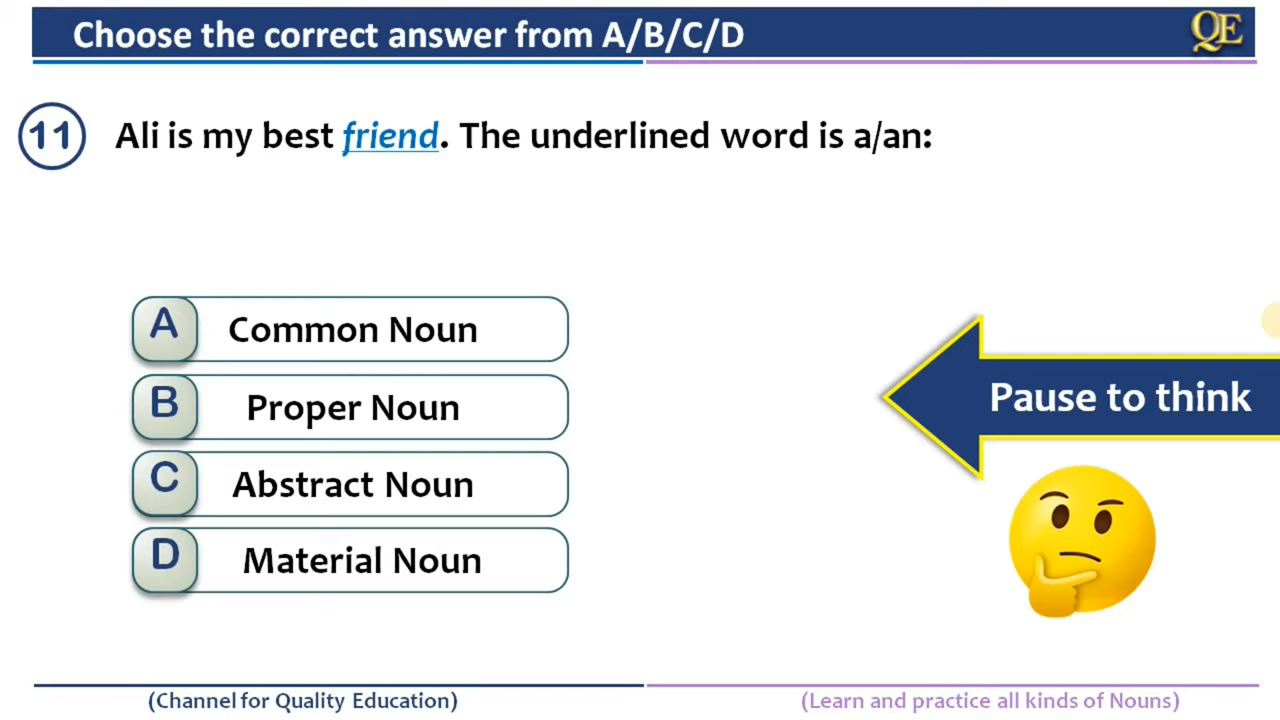 Choose the correct answer from A/B/C/D
QE
11 Ali is my best friend. The underlined word is a/an:
A Common Noun
B Proper Noun
C Abstract Noun
D Material Noun
Pause to think
(Channel for Quality Education)
(Learn and practice all kinds of Nouns)